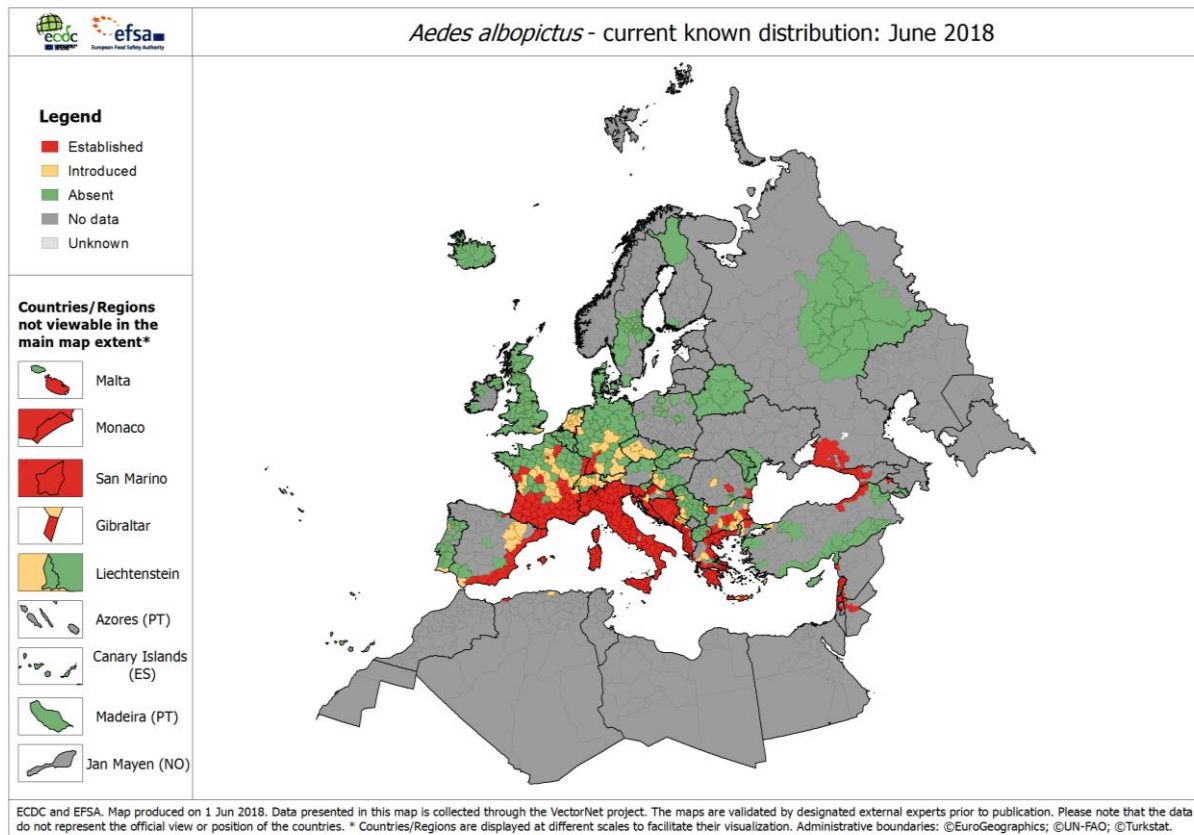 ecdc
efsa
European Food Safety Authority
Aedes albopictus - current known distribution: June 2018
Legend
Established
Introduced
Absent
No data
Unknown
Countries/Regions
not viewable in the
main map extent*
Malta
Monaco
San Marino
Gibraltar
Liechtenstein
Azores (PT)
Canary Islands
(ES)
Madeira (PT)
Jan Mayen (NO)
ECDC and EFSA. Map produced on 1 Jun 2018. Data presented in this map is collected through the VectorNet project. The maps are validated by designated external experts prior to publication. Please note that the data
do not represent the official view or position of the countries. * Countries/Regions are displayed at different scales to facilitate their visualization. Administrative boundaries: ©EuroGeographics; ©UN-FAO; ©Turkstat.